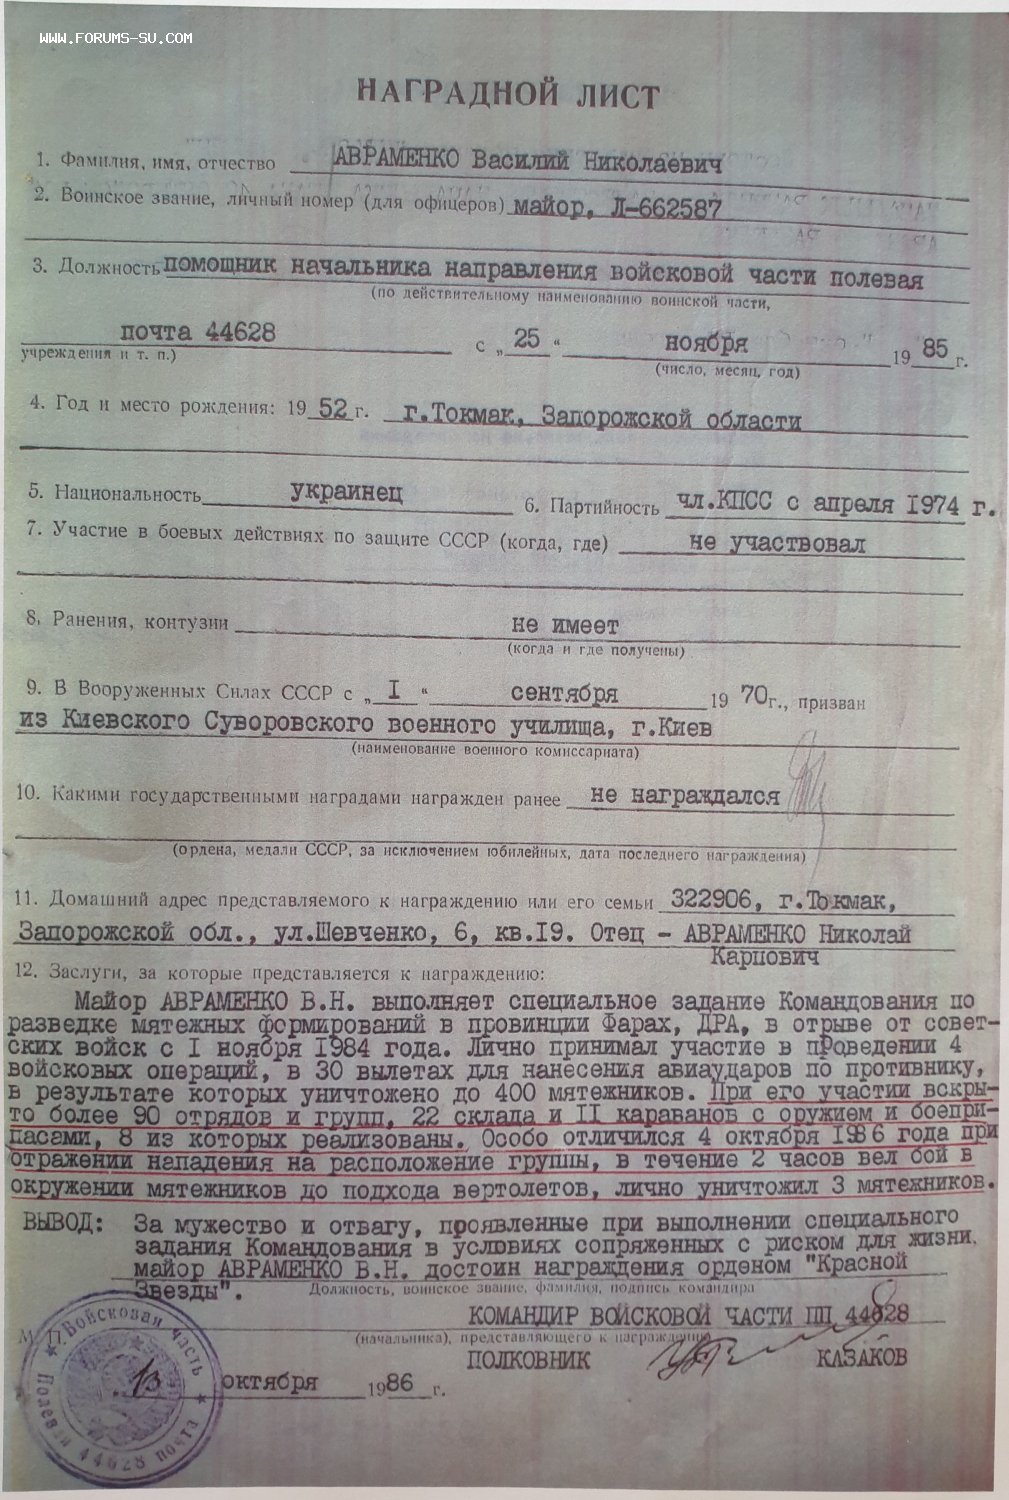 WWW.FORUMS-SU.COM
НАГРАДНОЙ ЛИСТ
1. Фамилия, имя, отчество АВРАМЕНКО Василий Николаевич
2. Воинское звание, личный номер (для офицеров) майор, Л-662587
3. Должность помощник начальника направления войсковой части полевая
(по действительному наименованию воинской части,
почта 44628 с „25“ ноября 1985 г.
учреждения и т. п.)
(число, месяц, год)
4. Год и место рождения: 1952 г. г.Токмак, Запорожской области
5. Национальность украинец 6. Партийность чл.КПСС с апреля I974 г.
7. Участие в боевых действиях по защите СССР (когда, где) не участвовал
8. Ранения, контузии не имеет
(когда и где получены)
9. В Вооруженных Силах СССР с „I“ сентября 1970г., призван
из Киевского Суворовского военного училища, г.Киев
(наименование военного комиссариата)
10. Какими государственными наградами награжден ранее не награждался
(ордена, медали СССР, за исключением юбилейных, дата последнего награждения)
11. Домашний адрес представляемого к награждению или его семьи 322906, г.Токмак,
Запорожской обл., ул.Шевченко, 6, кв.I9. Отец - АВРАМЕНКО Николай
Карпович
12. Заслуги, за которые представляется к награждению:
Майор АВРАМЕНКО В.Н. выполняет специальное задание Командования по
разведке мятежных формирований в провинции Фарах, ДРА, в отрыве от совет-
ских войск с I ноября I984 года. Лично принимал участие в проведении 4
войсковых операций, в 30 вылетах для нанесения авиаударов по противнику,
в результате которых уничтожено до 400 мятежников. При его участии вскры-
то более 90 отрядов и групп, 22 склада и II караванов с оружием и боепри-
пасами, 8 из которых реализованы. Особо отличился 4 октября I986 года при
отражении нападения на расположение группы, в течение 2 часов вел бой в
окружении мятежников до подхода вертолетов, лично уничтожил 3 мятежников.
ВЫВОД: За мужество и отвагу, проявленные при выполнении специального
задания Командования в условиях сопряженных с риском для жизни,
майор АВРАМЕНКО В.Н. достоин награждения орденом "Красной
Звезды".
Должность, воинское звание, фамилия, подпись командира
КОМАНДИР ВОЙСКОВОЙ ЧАСТИ ПП 44628
М. П.
(начальника), представляющего к награждению
ПОЛКОВНИК КАЗАКОВ
13 октября 1986 г.
Войсковая часть
Полевая почта 44628